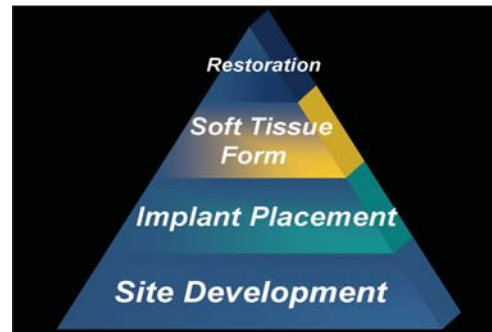 Restoration
Soft Tissue
Form
Implant Placement
Site Development